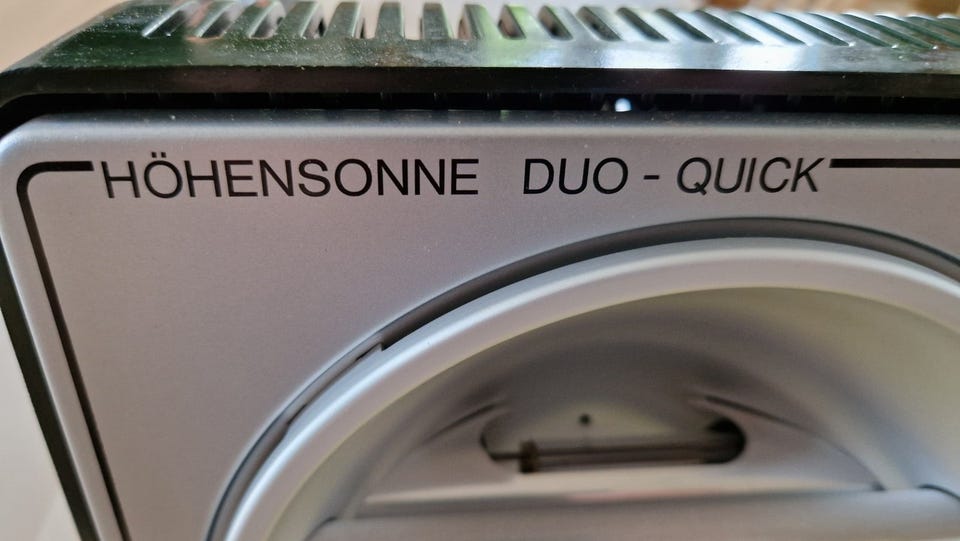 HÖHENSONNE DUO - QUICK